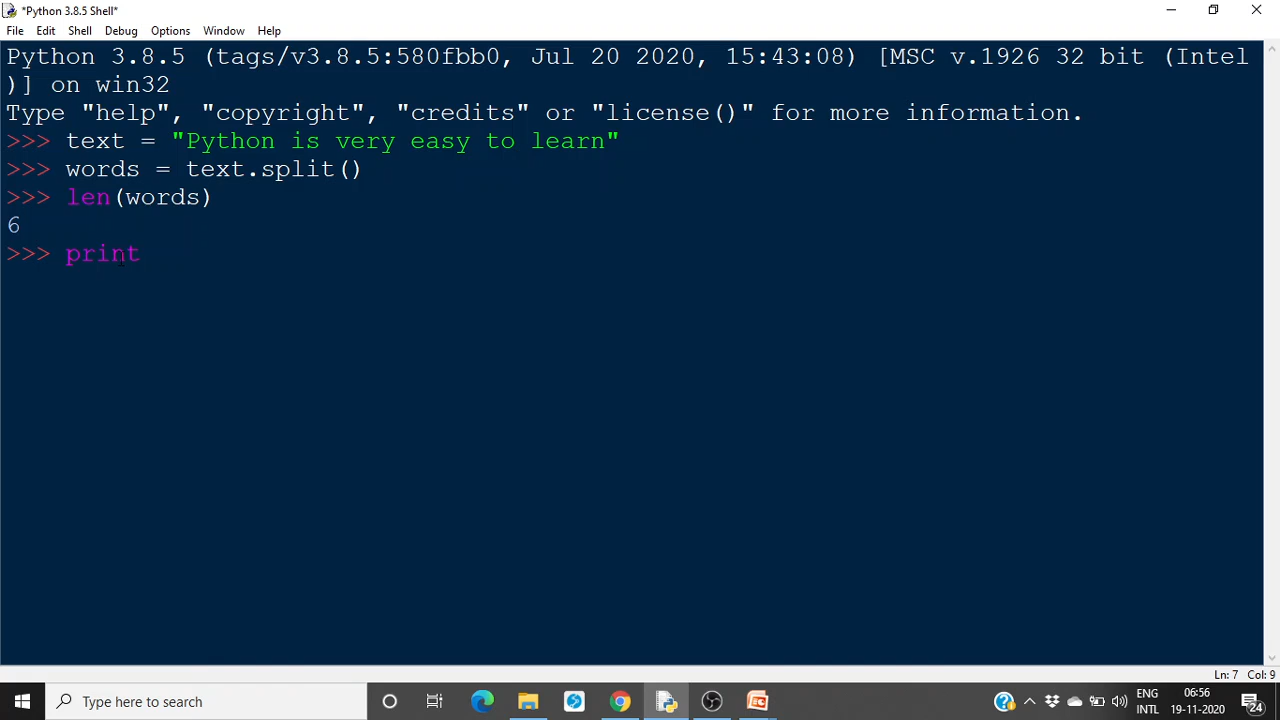 *Python 3.8.5 Shell*
File Edit Shell Debug Options Window Help
Python 3.8.5 (tags/v3.8.5:580fbb0, Jul 20 2020, 15:43:08) [MSC v.1926 32 bit (Intel
)] on win32
Type "help", "copyright", "credits" or "license()" for more information.
>>> text = "Python is very easy to learn"
>>> words = text.split()
>>> len(words)
6
>>> print
Ln: 7 Col: 9
Type here to search
ENG
INTL
06:56
19-11-2020
24